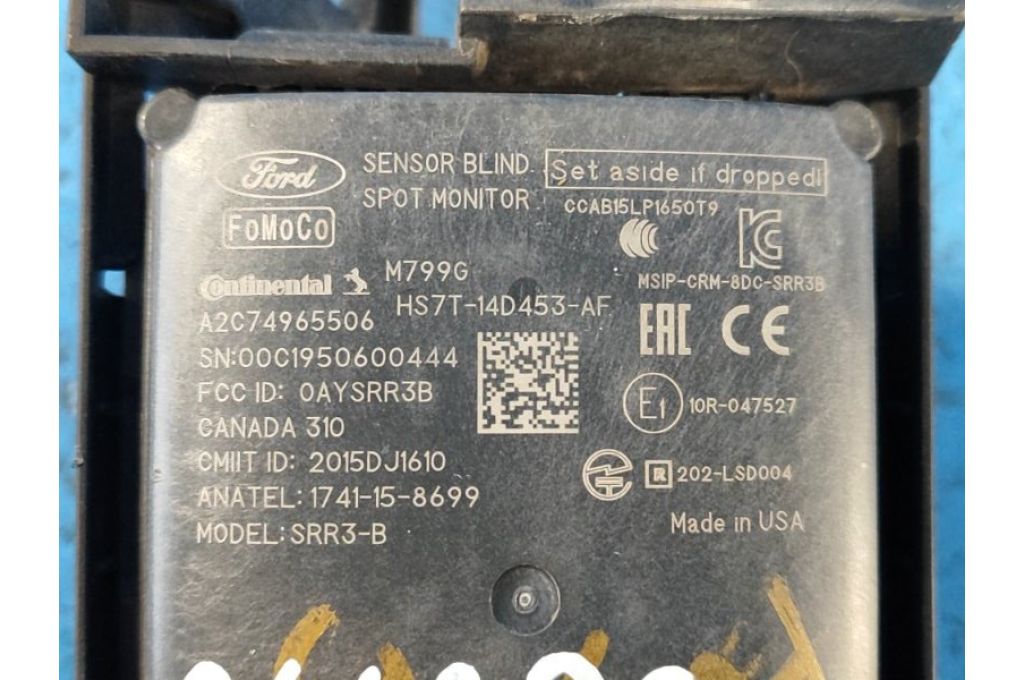 Ford
FoMoCo
SENSOR BLIND
SPOT MONITOR
Set aside if dropped!
CCAB15LP1650T9
MSIP-CRM-8DC-SRR3B
Continental
M799G
HS7T-14D453-AF
A2C74965506
SN:00C1950600444
FCC ID: OAYSRR3B
CANADA 310
CMIIT ID: 2015DJ1610
ANATEL: 1741-15-8699
MODEL: SRR3-B
EAC CE
E1 10R-047527
R 202-LSD004
Made in USA